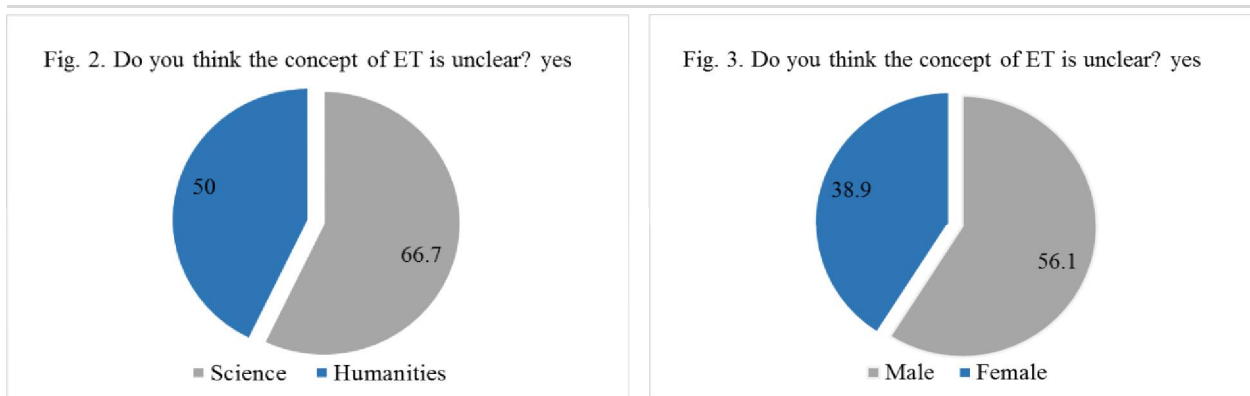 Fig. 2. Do you think the concept of ET is unclear? yes
50
66.7
Science Humanities
Fig. 3. Do you think the concept of ET is unclear? yes
38.9
56.1
Male Female